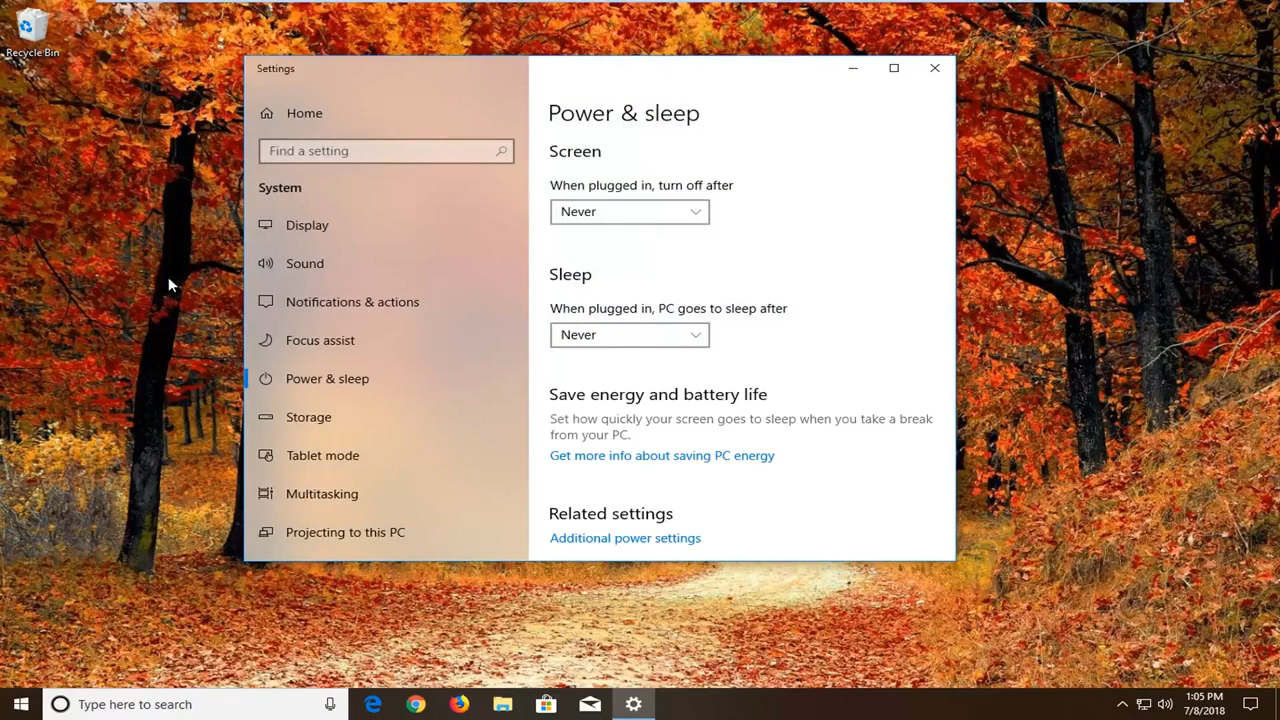 Recycle Bin
Settings
Home
Find a setting
System
Display
Sound
Notifications & actions
Focus assist
Power & sleep
Storage
Tablet mode
Multitasking
Projecting to this PC
Power & sleep
Screen
When plugged in, turn off after
Never
Sleep
When plugged in, PC goes to sleep after
Never
Save energy and battery life
Set how quickly your screen goes to sleep when you take a break
from your PC.
Get more info about saving PC energy
Related settings
Additional power settings
Type here to search
1:05 PM
7/8/2018